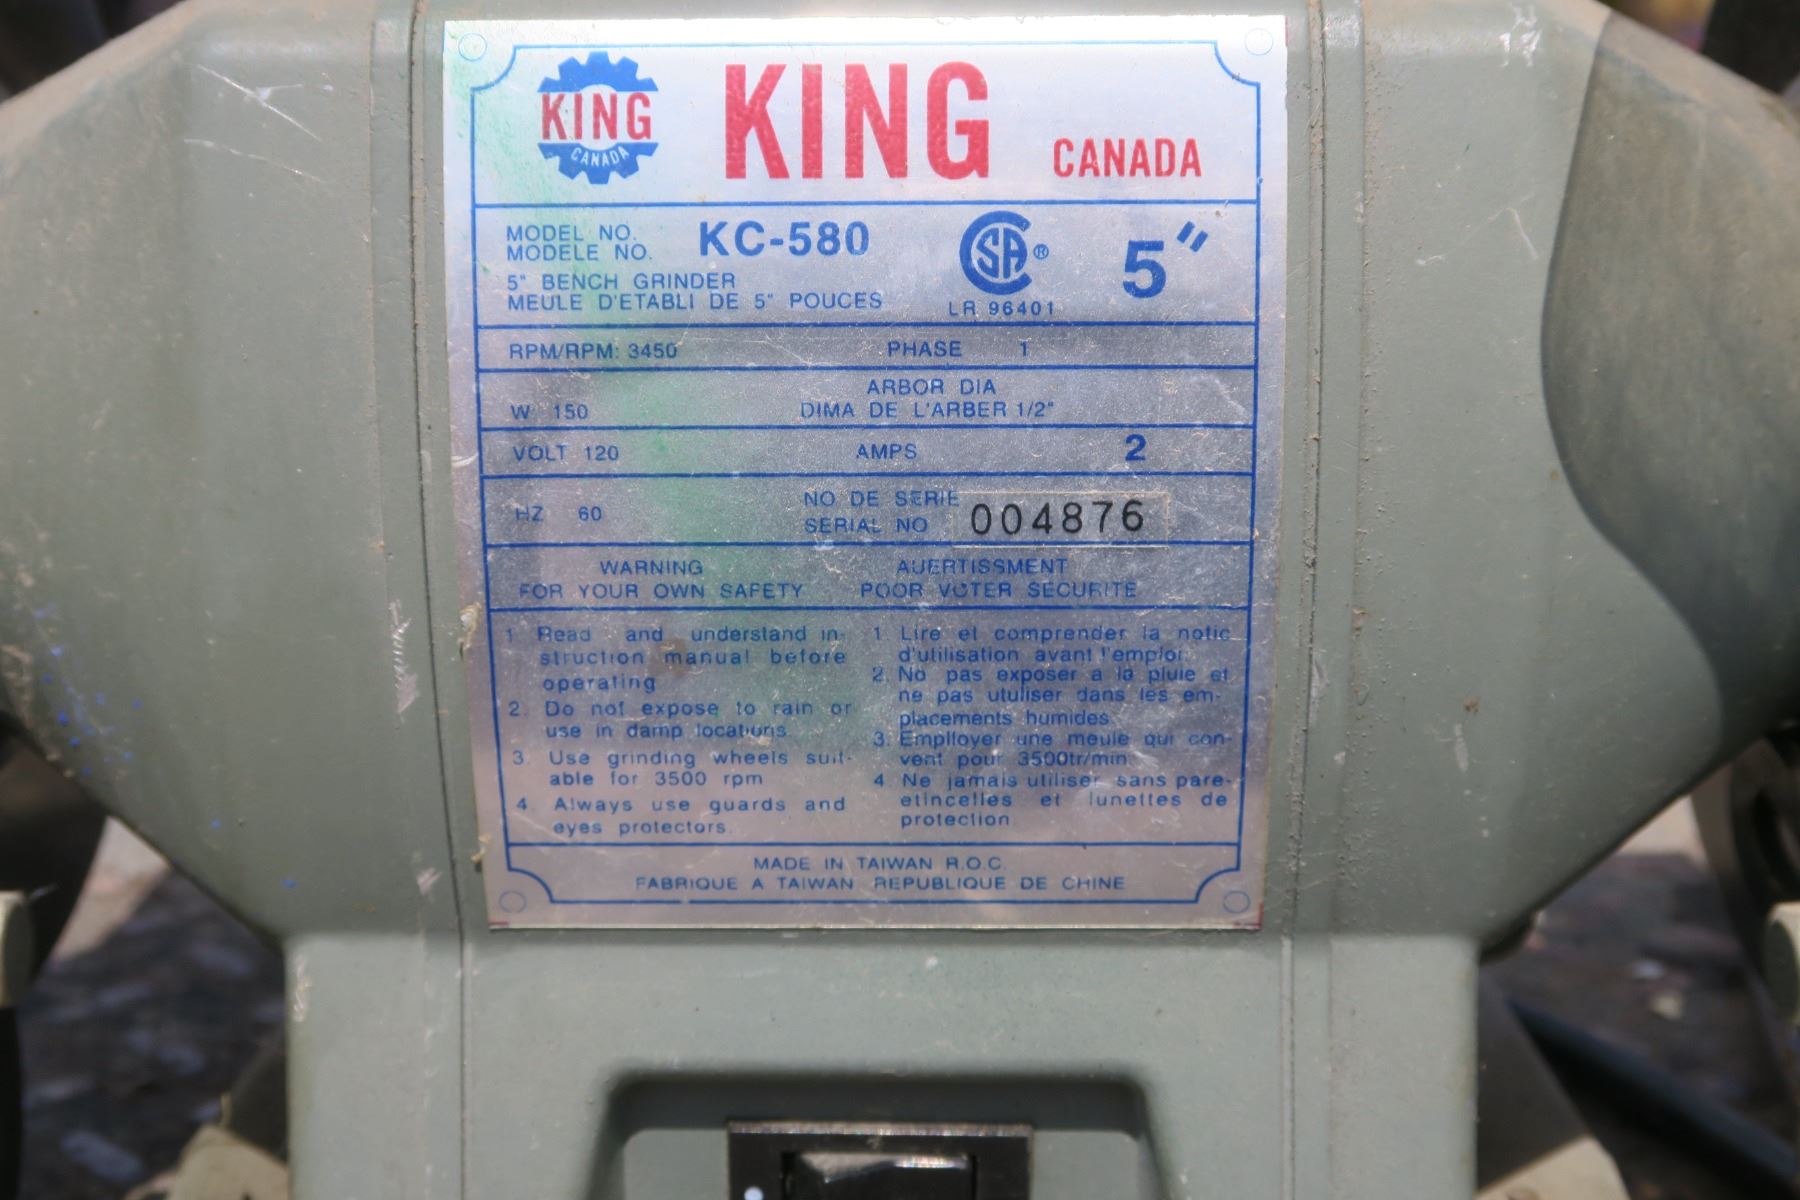 KING
CANADA
KING CANADA
MODEL NO.
MODELE NO.
KC-580
CSA ®
LR 96401
5"
5" BENCH GRINDER
MEULE D'ETABLI DE 5" POUCES
RPM/RPM: 3450 PHASE 1
W 150
ARBOR DIA
DIMA DE L'ARBER 1/2"
VOLT 120 AMPS 2
HZ 60
NO DE SERIE
SERIAL NO
004876
WARNING
FOR YOUR OWN SAFETY
1 Read and understand in-
struction manual before
operating
2. Do not expose to rain or
use in damp locations
3. Use grinding wheels suit-
able for 3500 rpm
4. Always use guards and
eyes protectors.
AUERTISSMENT
POOR VOTER SECURITE
1 Lire et comprender la notic
d'utilisation avant l'emploi.
2. No pas exposer a la pluie et
ne pas utuliser dans les em-
placements humides
3. Emplloyer une meule qui con-
vent pour 3500tr/min.
4 Ne jamais utiliser sans pare-
etincelles et lunettes de
protection
MADE IN TAIWAN R.O.C.
FABRIQUE A TAIWAN REPUBLIQUE DE CHINE